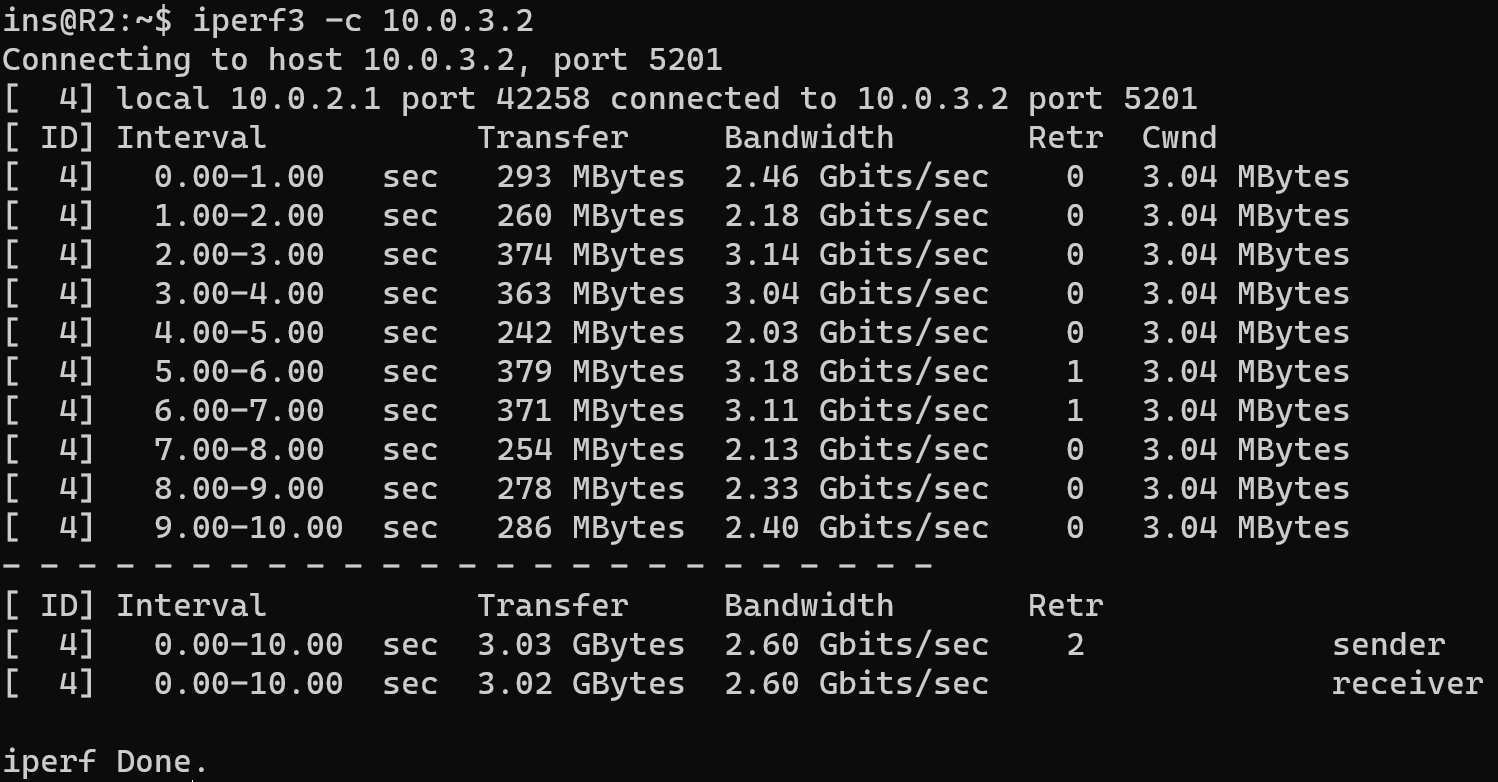 ins@R2:~$ iperf3 -c 10.0.3.2
Connecting to host 10.0.3.2, port 5201
[  4] local 10.0.2.1 port 42258 connected to 10.0.3.2 port 5201
[ ID] Interval           Transfer     Bandwidth       Retr  Cwnd
[  4]   0.00-1.00   sec   293 MBytes  2.46 Gbits/sec    0   3.04 MBytes
[  4]   1.00-2.00   sec   260 MBytes  2.18 Gbits/sec    0   3.04 MBytes
[  4]   2.00-3.00   sec   374 MBytes  3.14 Gbits/sec    0   3.04 MBytes
[  4]   3.00-4.00   sec   363 MBytes  3.04 Gbits/sec    0   3.04 MBytes
[  4]   4.00-5.00   sec   242 MBytes  2.03 Gbits/sec    0   3.04 MBytes
[  4]   5.00-6.00   sec   379 MBytes  3.18 Gbits/sec    1   3.04 MBytes
[  4]   6.00-7.00   sec   371 MBytes  3.11 Gbits/sec    1   3.04 MBytes
[  4]   7.00-8.00   sec   254 MBytes  2.13 Gbits/sec    0   3.04 MBytes
[  4]   8.00-9.00   sec   278 MBytes  2.33 Gbits/sec    0   3.04 MBytes
[  4]   9.00-10.00  sec   286 MBytes  2.40 Gbits/sec    0   3.04 MBytes
- - - - - - - - - - - - - - - - - - - - - - - - -
[ ID] Interval           Transfer     Bandwidth       Retr
[  4]   0.00-10.00  sec  3.03 GBytes  2.60 Gbits/sec    2             sender
[  4]   0.00-10.00  sec  3.02 GBytes  2.60 Gbits/sec                  receiver
iperf Done.